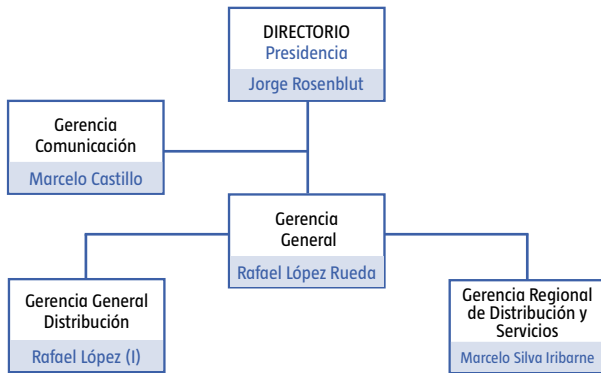 DIRECTORIO
Presidencia
Jorge Rosenblut
Gerencia
Comunicación
Marcelo Castillo
Gerencia
General
Rafael López Rueda
Gerencia General
Distribución
Rafael López (I)
Gerencia Regional
de Distribución y
Servicios
Marcelo Silva Iribarne